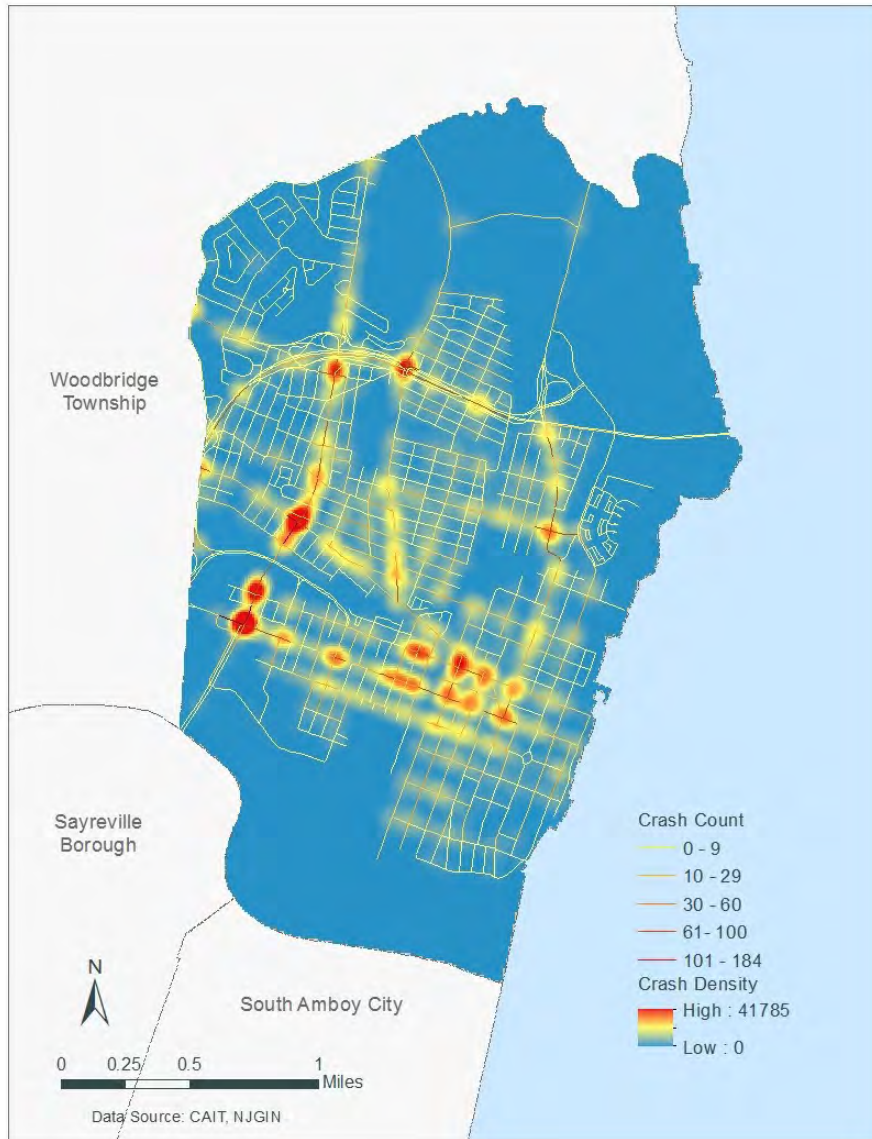 Woodbridge
Township
Sayreville
Borough
South Amboy City
N
0 0.25 0.5 1
Miles
Data Source: CAIT, NJGIN
Crash Count
0 - 9
10 - 29
30 - 60
61- 100
101 - 184
Crash Density
High : 41785
Low : 0